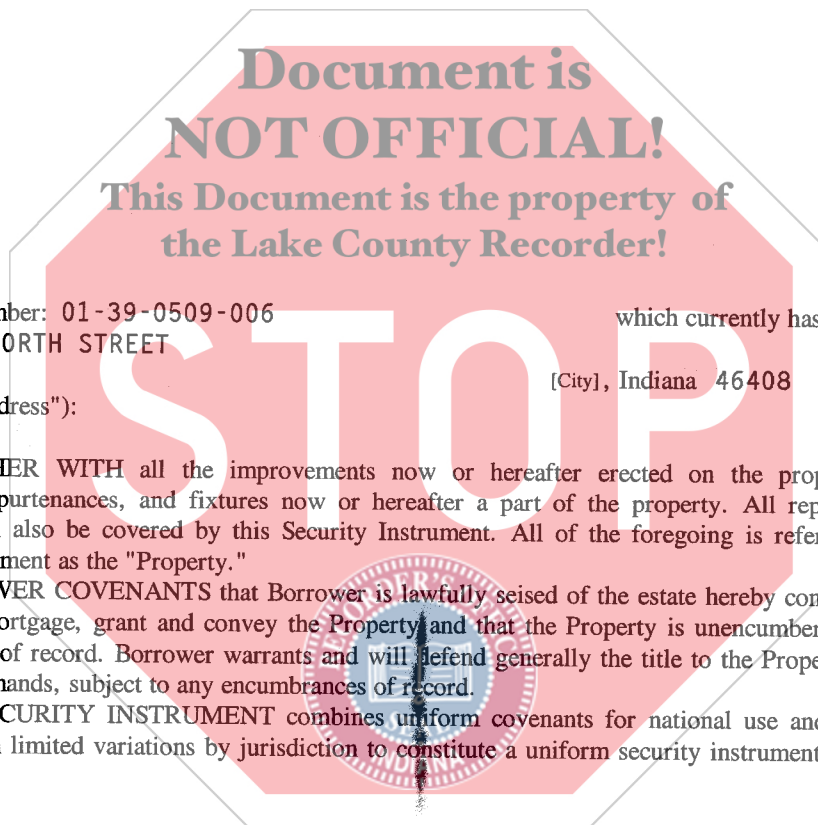 Document is
NOT OFFICIAL!
This Document is the property of
the Lake County Recorder!
STOP
nber: 01-39-0509-006 which currently has
ORTH STREET
[City], Indiana 46408
dress"):
IER WITH all the improvements now or hereafter erected on the prop
purtenances, and fixtures now or hereafter a part of the property. All rep
also be covered by this Security Instrument. All of the foregoing is refer
ment as the "Property."
VER COVENANTS that Borrower is lawfully seised of the estate hereby con
ortgage, grant and convey the Property and that the Property is unencumber
of record. Borrower warrants and will defend generally the title to the Prope
nands, subject to any encumbrances of record.
CURITY INSTRUMENT combines uniform covenants for national use and
limited variations by jurisdiction to constitute a uniform security instrument
RECORDER
SEAL
INDIANA